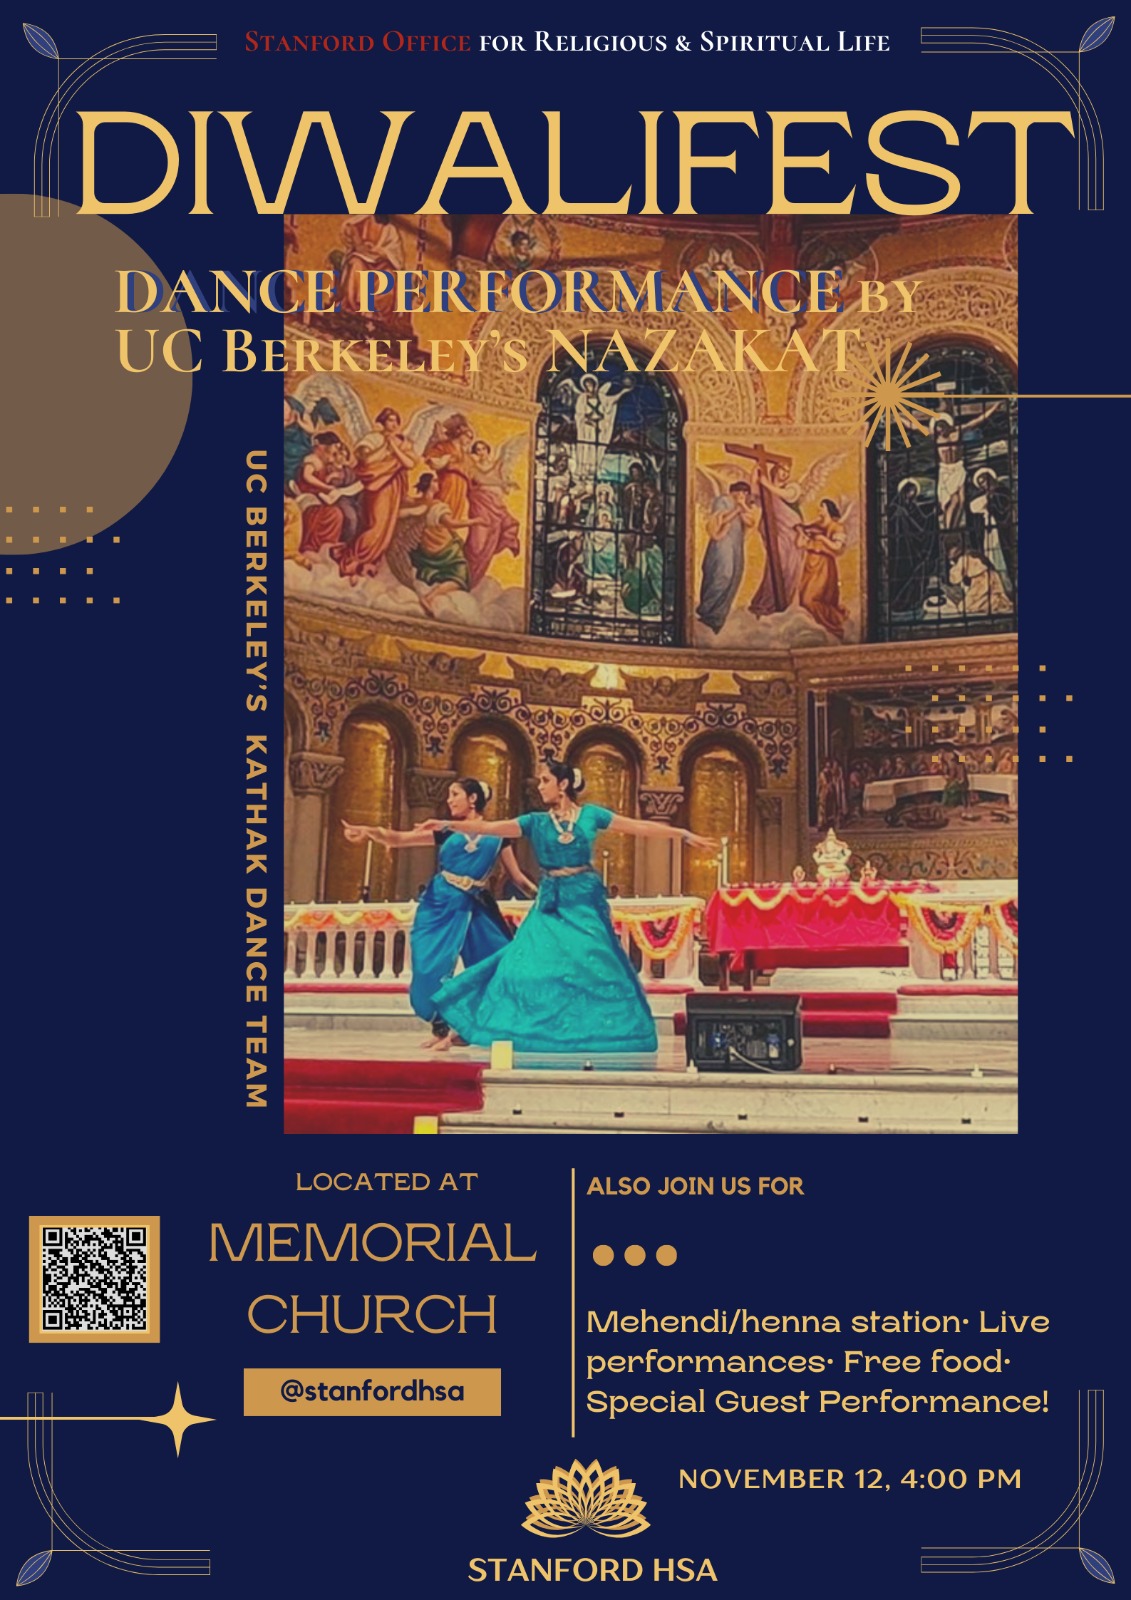 STANFORD OFFICE FOR RELIGIOUS & SPIRITUAL LIFE
DIWALIFEST
DANCE PERFORMANCE BY
UC BERKELEY'S NAZAKAT
UC BERKELEY'S KATHAK DANCE TEAM
LOCATED AT
MEMORIAL
CHURCH
@stanfordhsa
ALSO JOIN US FOR
Mehendi/henna station· Live
performances· Free food·
Special Guest Performance!
NOVEMBER 12, 4:00 PM
STANFORD HSA